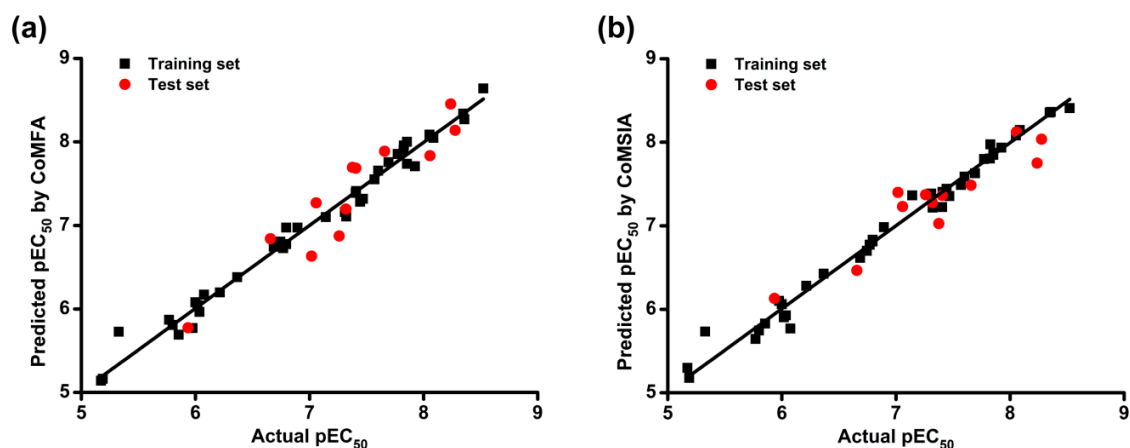 (a)
9
8
7
6
5
Predicted pEC50 by CoMFA
Training set
Test set
5 6 7 8 9
Actual pEC50
(b)
9
8
7
6
5
Predicted pEC50 by CoMSIA
Training set
Test set
5 6 7 8 9
Actual pEC50